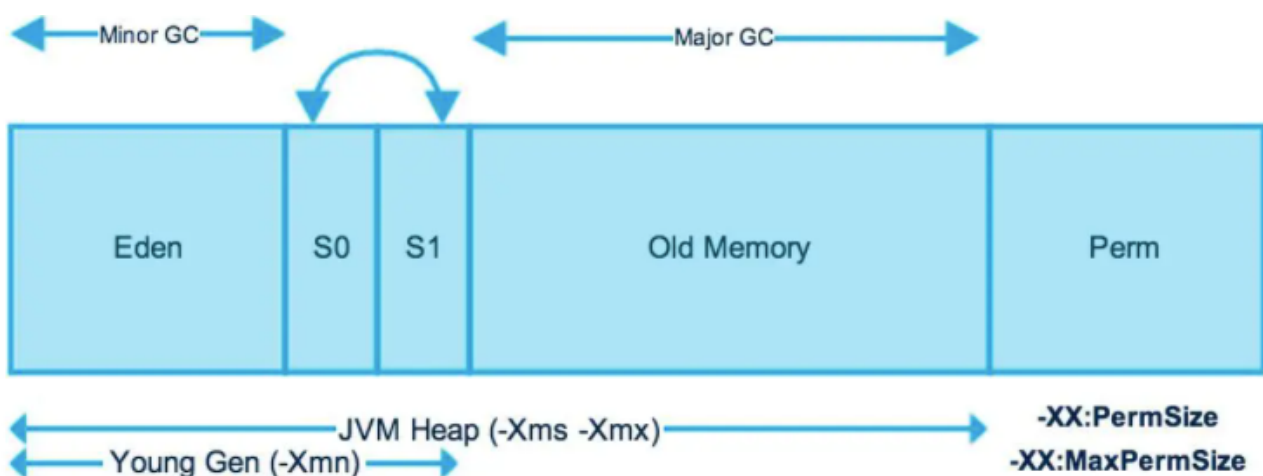 Minor GC
Major GC
Eden
S0
S1
Old Memory
Perm
JVM Heap (-Xms -Xmx)
-XX:PermSize
Young Gen (-Xmn)
-XX:MaxPermSize